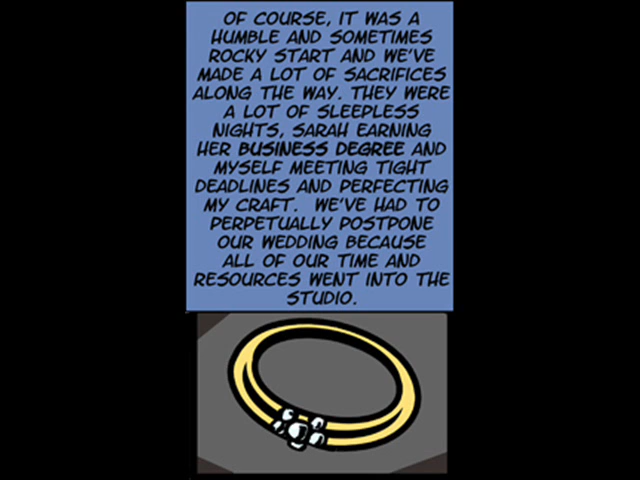 OF COURSE, IT WAS A
HUMBLE AND SOMETIMES
ROCKY START AND WE'VE
MADE A LOT OF SACRIFICES
ALONG THE WAY. THEY WERE
A LOT OF SLEEPLESS
NIGHTS, SARAH EARNING
HER BUSINESS DEGREE AND
MYSELF MEETING TIGHT
DEADLINES AND PERFECTING
MY CRAFT. WE'VE HAD TO
PERPETUALLY POSTPONE
OUR WEDDING BECAUSE
ALL OF OUR TIME AND
RESOURCES WENT INTO THE
STUDIO.